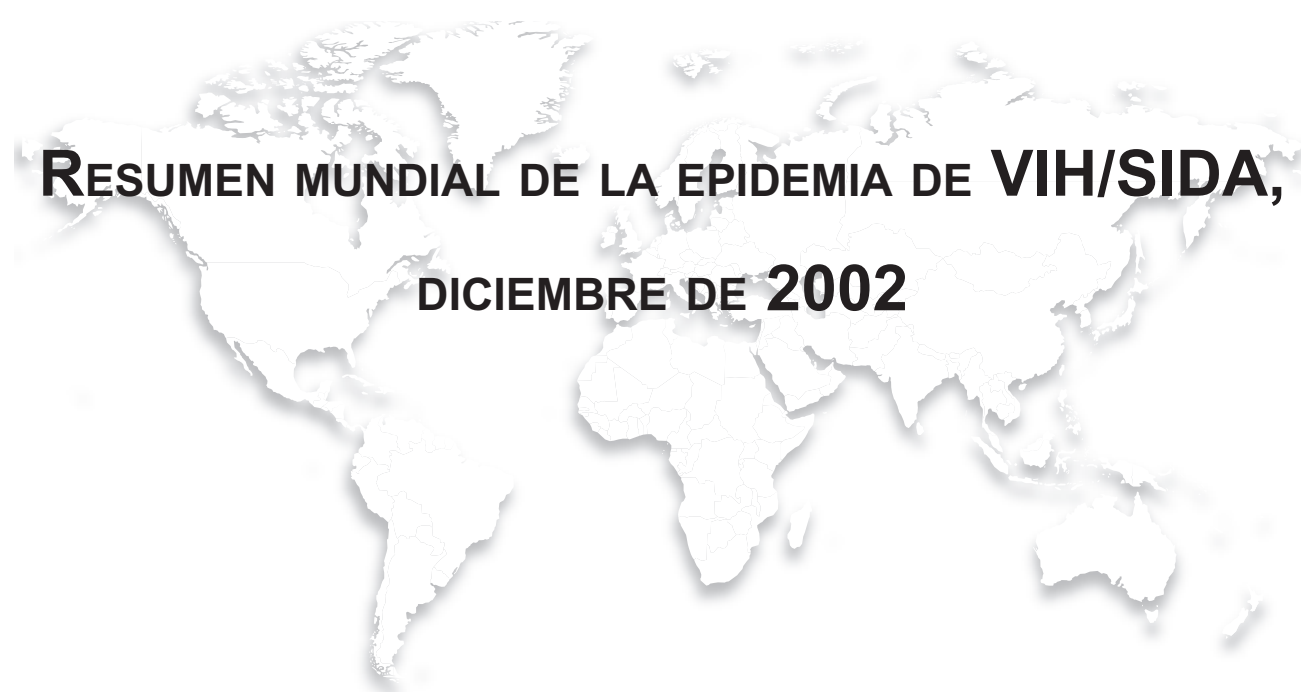 RESUMEN MUNDIAL DE LA EPIDEMIA DE VIH/SIDA,
DICIEMBRE DE 2002